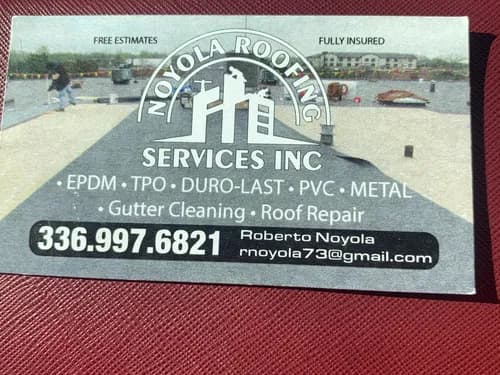 FREE ESTIMATES
FULLY INSURED
NOYOLA ROOFING
SERVICES INC
• EPDM • TPO • DURO-LAST • PVC • METAL
• Gutter Cleaning • Roof Repair
336.997.6821
Roberto Noyola
rnoyola73@gmail.com